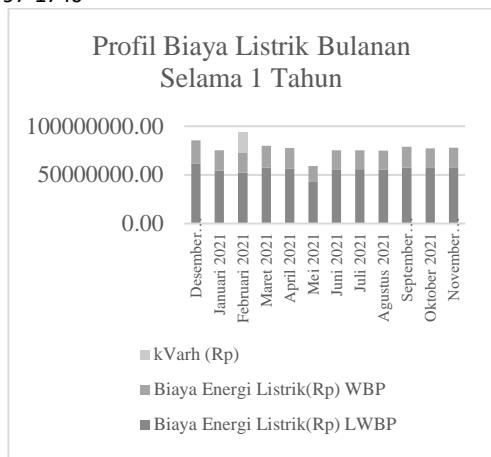 Profil Biaya Listrik Bulanan
Selama 1 Tahun
100000000.00
50000000.00
0.00
Desember…
Januari 2021
Februari 2021
Maret 2021
April 2021
Mei 2021
Juni 2021
Juli 2021
Agustus 2021
September…
Oktober 2021
November…
kVarh (Rp)
Biaya Energi Listrik(Rp) WBP
Biaya Energi Listrik(Rp) LWBP